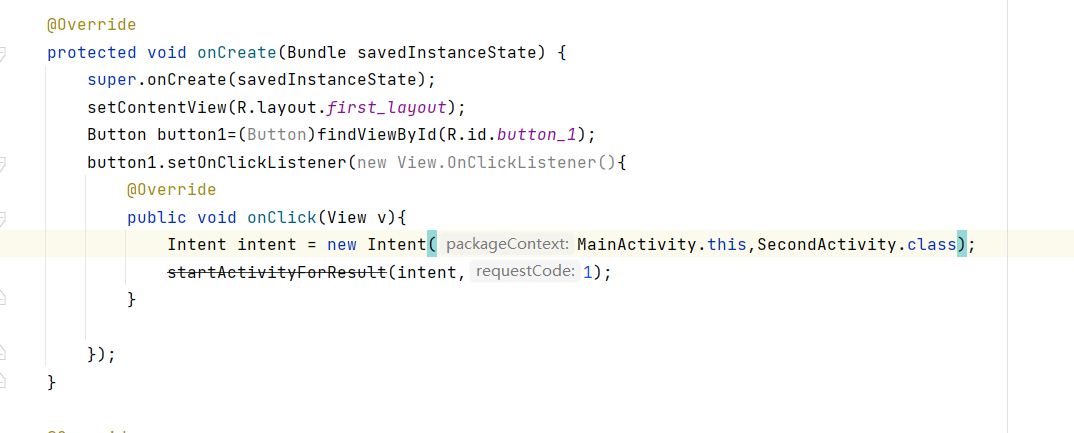 @Override
protected void onCreate(Bundle savedInstanceState) {
super.onCreate(savedInstanceState);
setContentView(R.layout.first_layout);
Button button1=(Button)findViewById(R.id.button_1);
button1.setOnClickListener(new View.OnClickListener(){
@Override
public void onClick(View v){
Intent intent = new Intent( packageContext: MainActivity.this,SecondActivity.class);
startActivityForResult(intent, requestCode: 1);
}
});
}